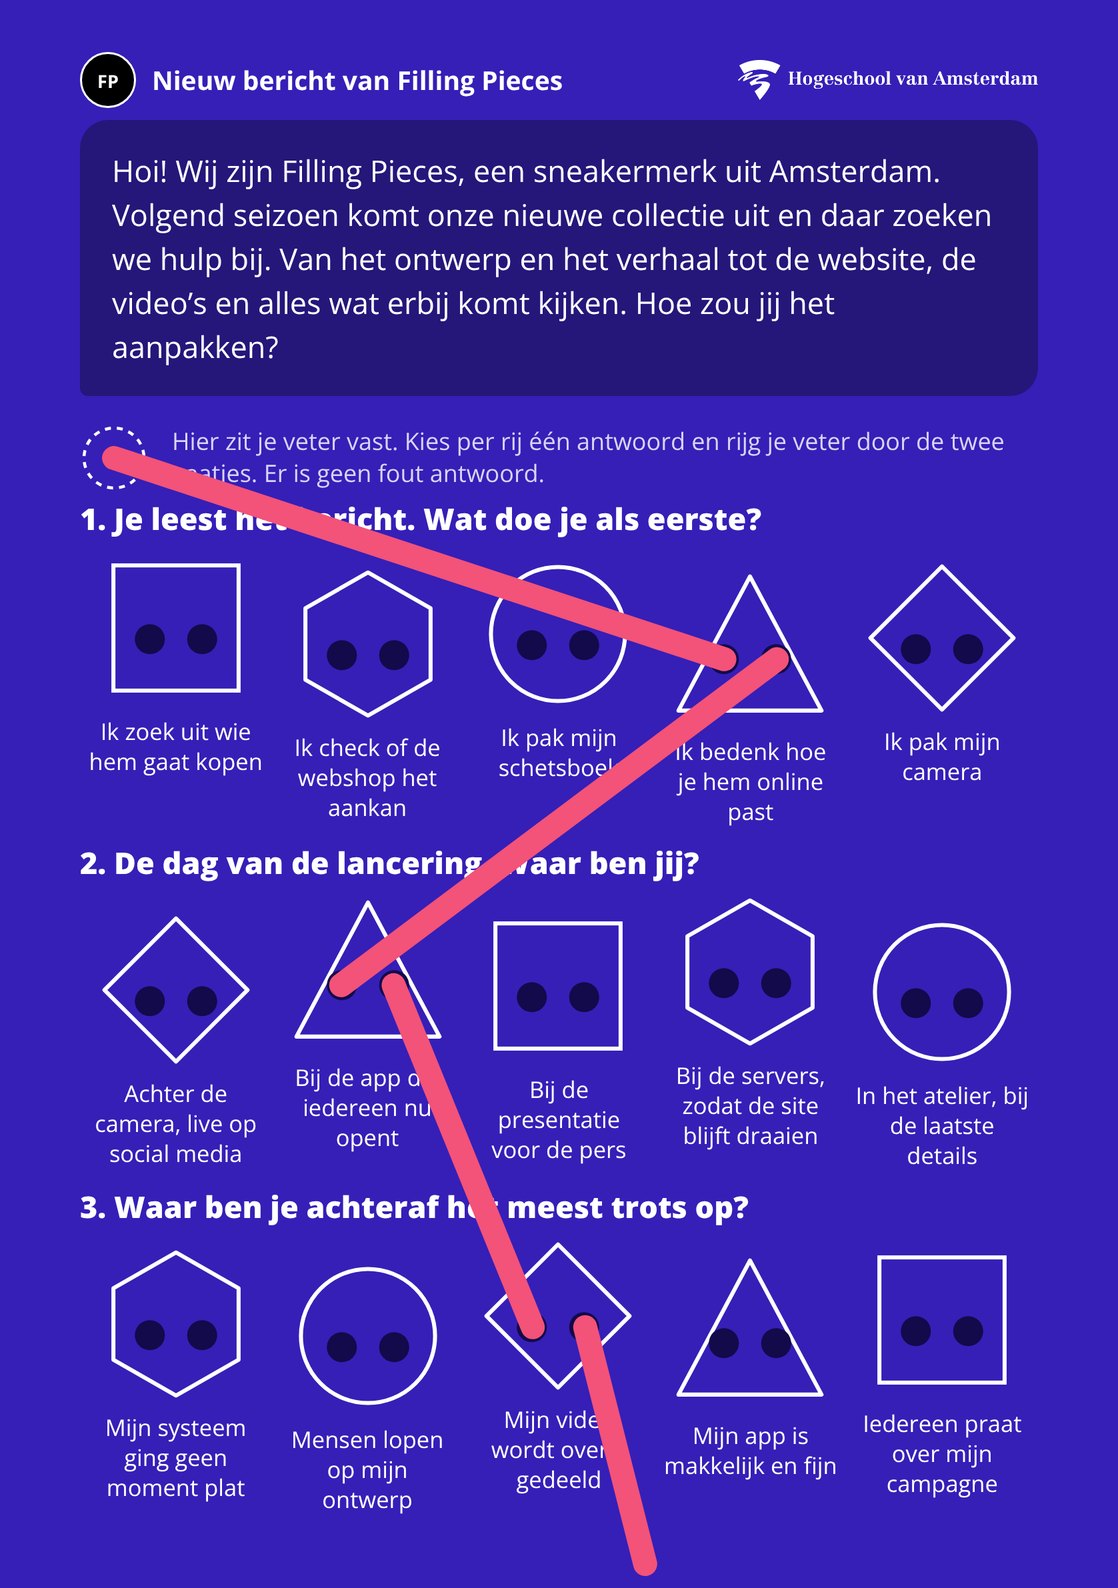 FP
Nieuw bericht van Filling Pieces
Hogeschool van Amsterdam
Hoi! Wij zijn Filling Pieces, een sneakermerk uit Amsterdam.
Volgend seizoen komt onze nieuwe collectie uit en daar zoeken
we hulp bij. Van het ontwerp en het verhaal tot de website, de
video's en alles wat erbij komt kijken. Hoe zou jij het
aanpakken?
Hier zit je veter vast. Kies per rij één antwoord en rijg je veter door de twee
Er is geen fout antwoord.
1. Je leest het bericht. Wat doe je als eerste?
Ik zoek uit wie
hem gaat kopen
Ik check of de
webshop het
aankan
Ik pak mijn
schetsboek
Ik bedenk hoe
je hem online
past
Ik pak mijn
camera
2. De dag van de lancering, waar ben jij?
Achter de
camera, live op
social media
Bij de app die
iedereen nu
opent
Bij de
presentatie
voor de pers
Bij de servers,
zodat de site
blijft draaien
In het atelier, bij
de laatste
details
3. Waar ben je achteraf het meest trots op?
Mijn systeem
ging geen
moment plat
Mensen lopen
op mijn
ontwerp
Mijn video
wordt overal
gedeeld
Mijn app is
makkelijk en fijn
Iedereen praat
over mijn
campagne